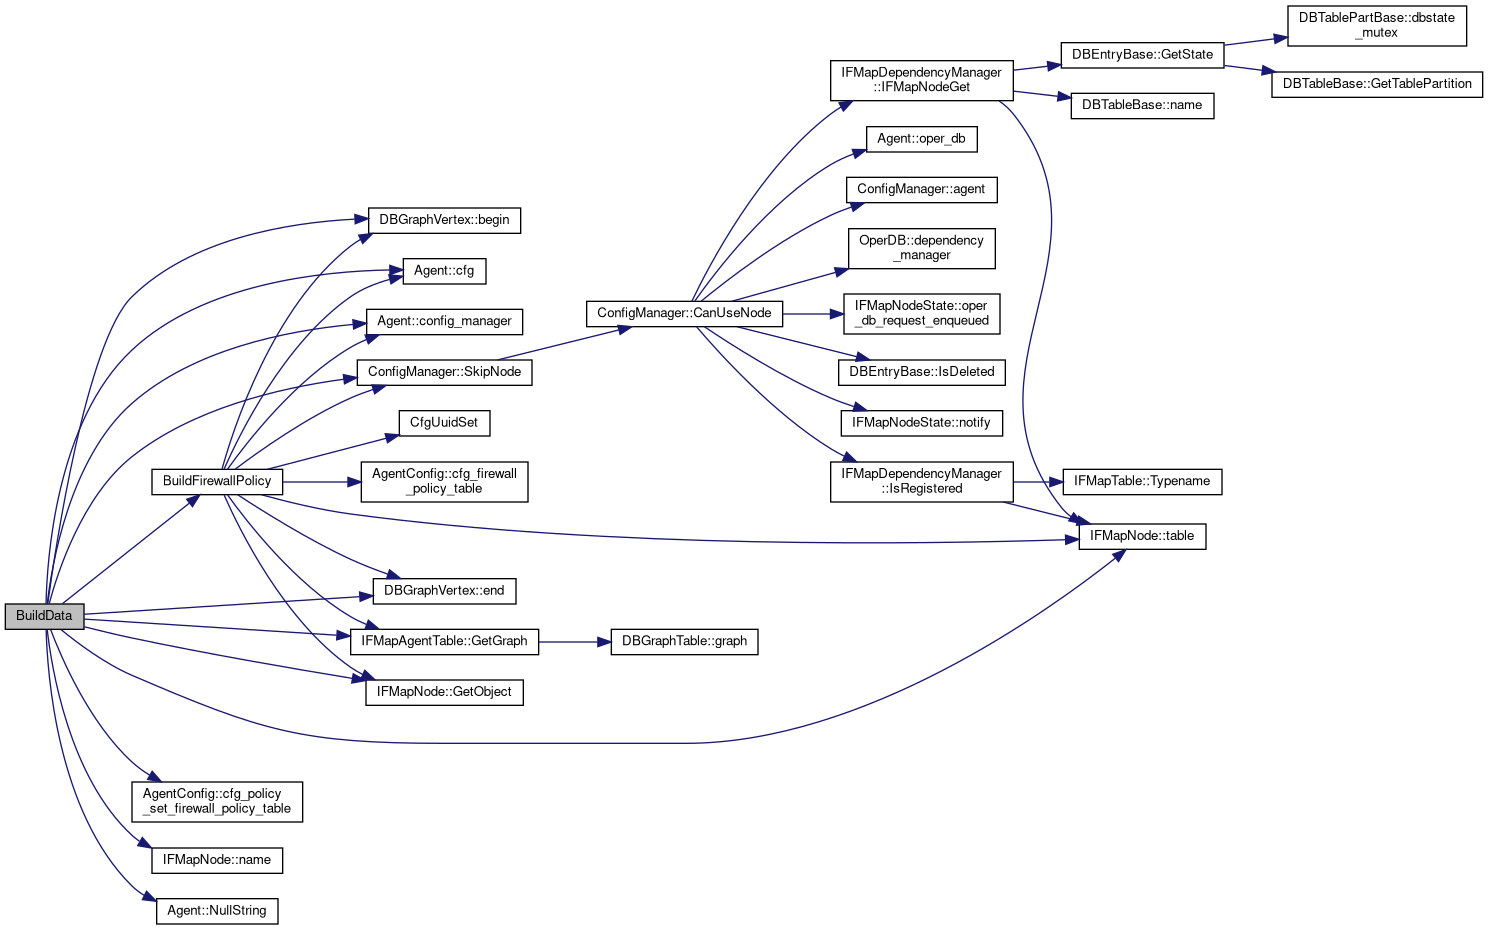 DBTablePartBase::dbstate
_mutex
DBEntryBase::GetState
IFMapDependencyManager
::IFMapNodeGet
DBTableBase::GetTablePartition
DBTableBase::name
Agent::oper_db
ConfigManager::agent
DBGraphVertex::begin
OperDB::dependency
_manager
Agent::cfg
IFMapNodeState::oper
_db_request_enqueued
ConfigManager::CanUseNode
Agent::config_manager
ConfigManager::SkipNode
DBEntryBase::IsDeleted
CfgUuidSet
IFMapNodeState::notify
BuildFirewallPolicy
AgentConfig::cfg_firewall
_policy_table
IFMapDependencyManager
::IsRegistered
IFMapTable::Typename
IFMapNode::table
DBGraphVertex::end
BuildData
IFMapAgentTable::GetGraph
DBGraphTable::graph
IFMapNode::GetObject
AgentConfig::cfg_policy
_set_firewall_policy_table
IFMapNode::name
Agent::NullString